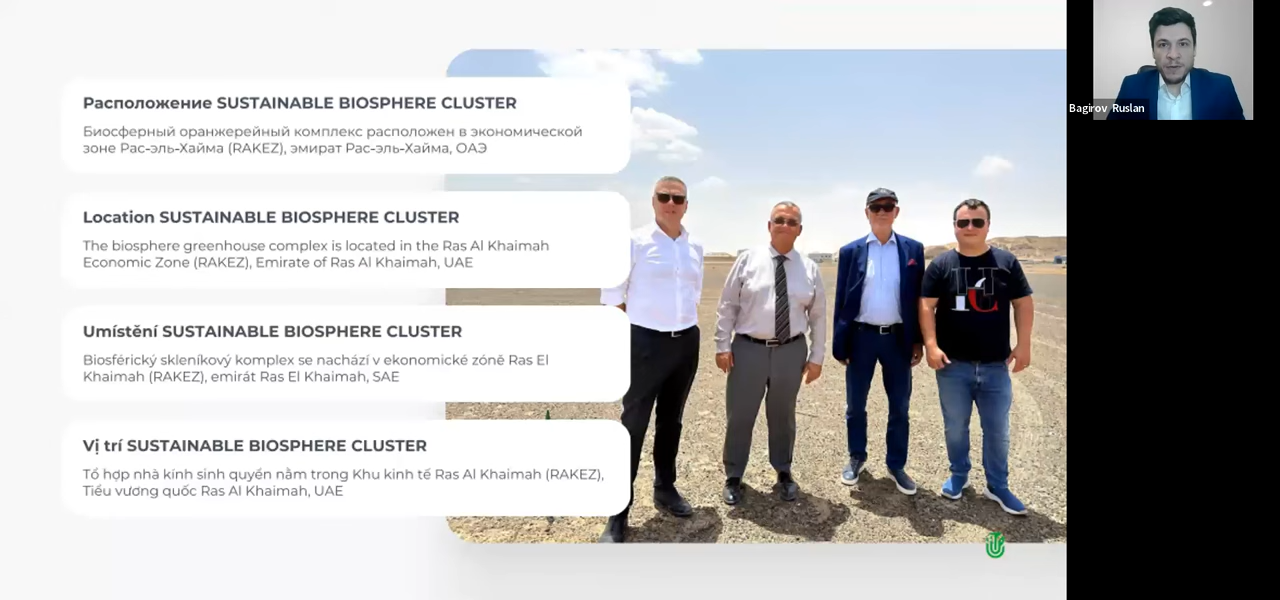 Расположение SUSTAINABLE BIOSPHERE CLUSTER
Биосферный оранжерейный комплекс расположен в экономической
зоне Рас-эль-Хайма (RAKEZ), эмират Рас-эль-Хайма, ОАЭ
Location SUSTAINABLE BIOSPHERE CLUSTER
The biosphere greenhouse complex is located in the Ras Al Khaimah
Economic Zone (RAKEZ), Emirate of Ras Al Khaimah, UAE
Umístění SUSTAINABLE BIOSPHERE CLUSTER
Biosférický skleníkový komplex se nachází v ekonomické zóně Ras El
Khaimah (RAKEZ), emirát Ras El Khaimah, SAE
Vị trí SUSTAINABLE BIOSPHERE CLUSTER
Tổ hợp nhà kính sinh quyển nằm trong Khu kinh tế Ras Al Khaimah (RAKEZ),
Tiểu vương quốc Ras Al Khaimah, UAE
Bagirov Ruslan